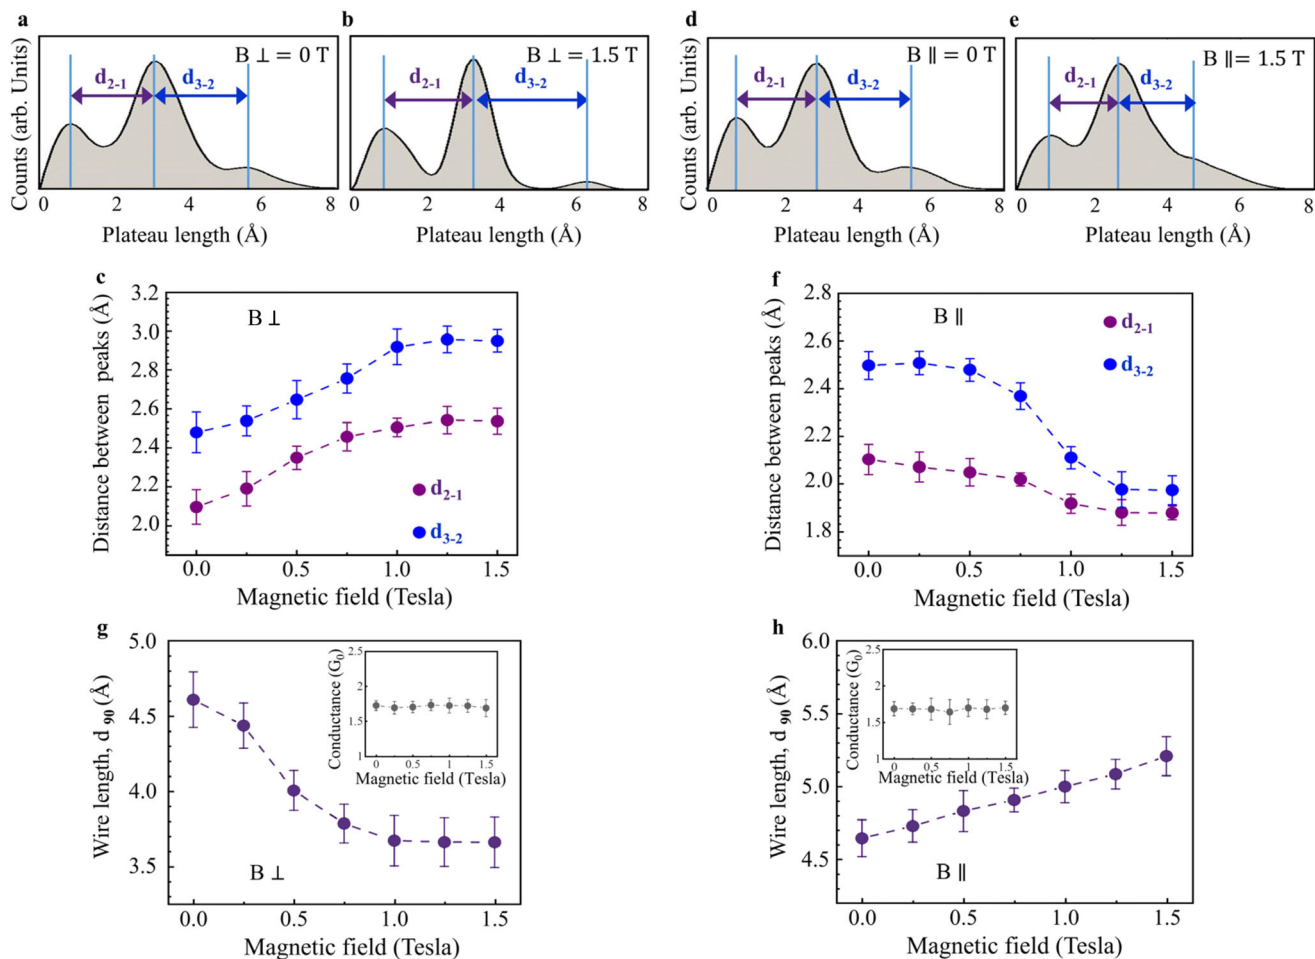 a
B ⊥ = 0 T
d2-1
d3-2
Counts (arb. Units)
0 2 4 6 8
Plateau length (Å)
b
B ⊥ = 1.5 T
d2-1
d3-2
0 2 4 6 8
Plateau length (Å)
d
B ∥ = 0 T
d2-1
d3-2
Counts (arb. Units)
0 2 4 6 8
Plateau length (Å)
e
B ∥= 1.5 T
d2-1
d3-2
0 2 4 6 8
Plateau length (Å)
c
3.2
3.0
2.8
2.6
2.4
2.2
2.0
Distance between peaks (Å)
B ⊥
d2-1
d3-2
0.0 0.5 1.0 1.5
Magnetic field (Tesla)
f
2.8
2.6
2.4
2.2
2.0
1.8
Distance between peaks (Å)
B ∥
d2-1
d3-2
0.0 0.5 1.0 1.5
Magnetic field (Tesla)
g
5.0
4.5
4.0
3.5
Wire length, d 90 (Å)
2.5
2
1.5
1
Conductance (G0)
0 0.5 1.0 1.5
Magnetic field (Tesla)
B ⊥
0.0 0.5 1.0 1.5
Magnetic field (Tesla)
h
6.0
5.5
5.0
4.5
Wire length, d 90 (Å)
2.5
2
1.5
1
Conductance (G0)
0 0.5 1.0 1.5
Magnetic field (Tesla)
B ∥
0.0 0.5 1.0 1.5
Magnetic field (Tesla)